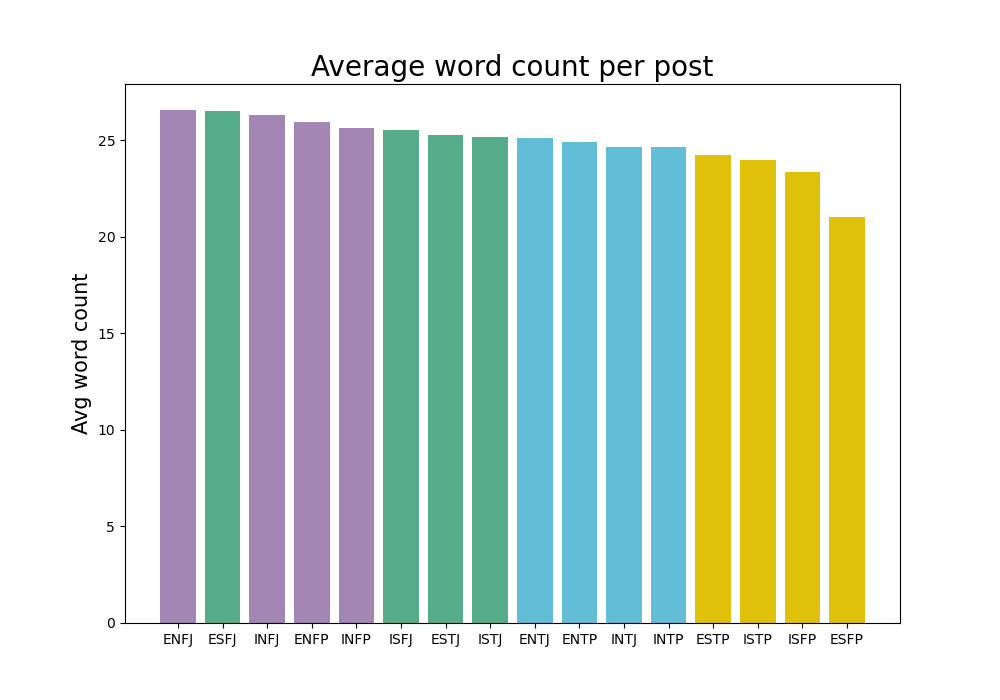 Average word count per post
Avg word count
25
20
15
10
5
0
ENFJ ESFJ INFJ ENFP INFP ISFJ ESTJ ISTJ ENTJ ENTP INTJ INTP ESTP ISTP ISFP ESFP